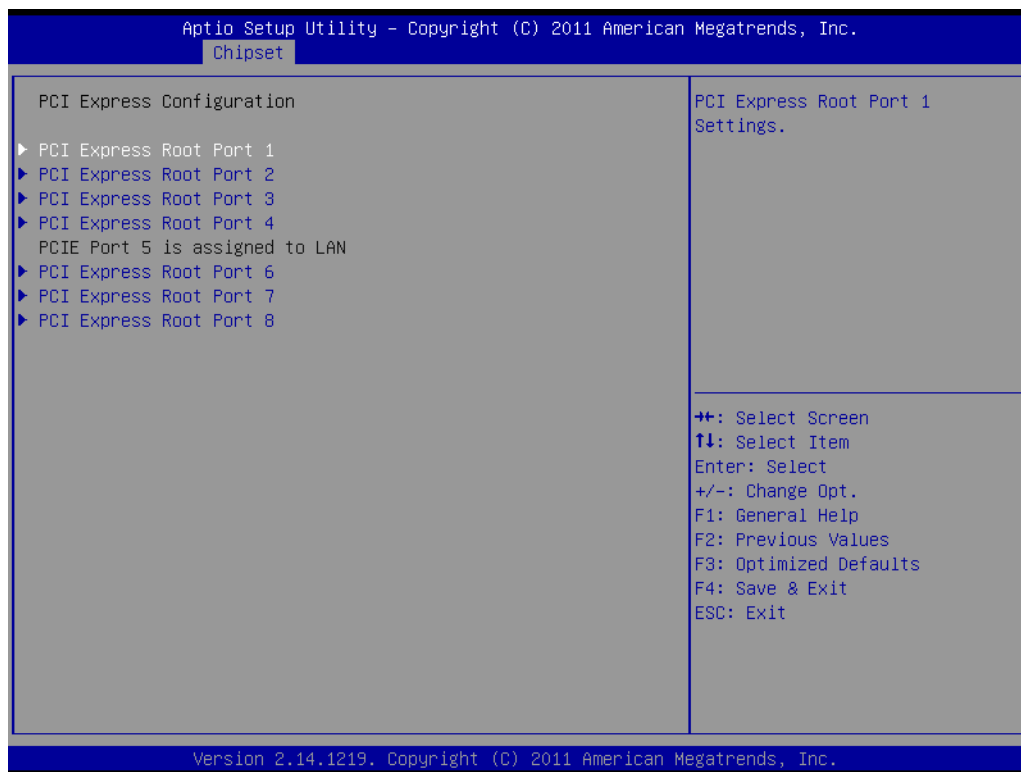 Aptio Setup Utility – Copyright (C) 2011 American Megatrends, Inc.
Chipset
PCI Express Configuration
▶ PCI Express Root Port 1
▶ PCI Express Root Port 2
▶ PCI Express Root Port 3
▶ PCI Express Root Port 4
PCIE Port 5 is assigned to LAN
▶ PCI Express Root Port 6
▶ PCI Express Root Port 7
▶ PCI Express Root Port 8
PCI Express Root Port 1
Settings.
→←: Select Screen
↑↓: Select Item
Enter: Select
+/-: Change Opt.
F1: General Help
F2: Previous Values
F3: Optimized Defaults
F4: Save & Exit
ESC: Exit
Version 2.14.1219. Copyright (C) 2011 American Megatrends, Inc.